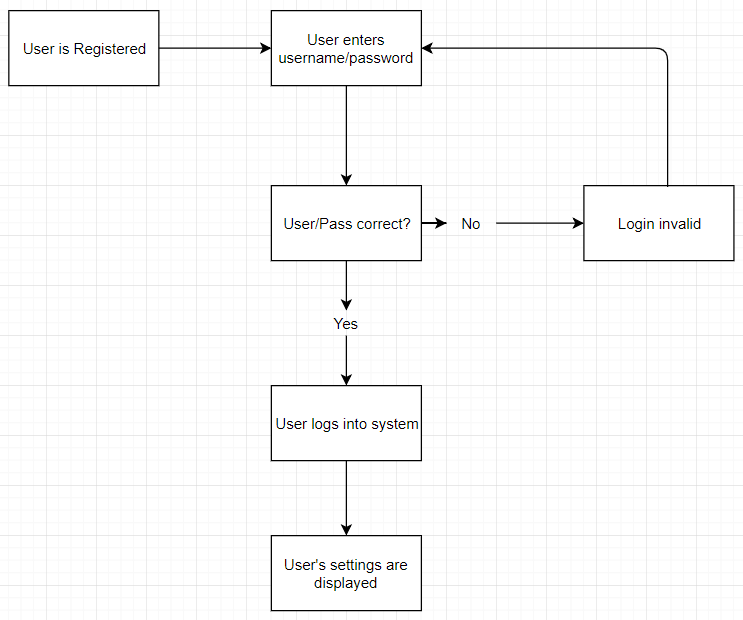 User is Registered
User enters
username/password
User/Pass correct?
No
Login invalid
Yes
User logs into system
User's settings are
displayed